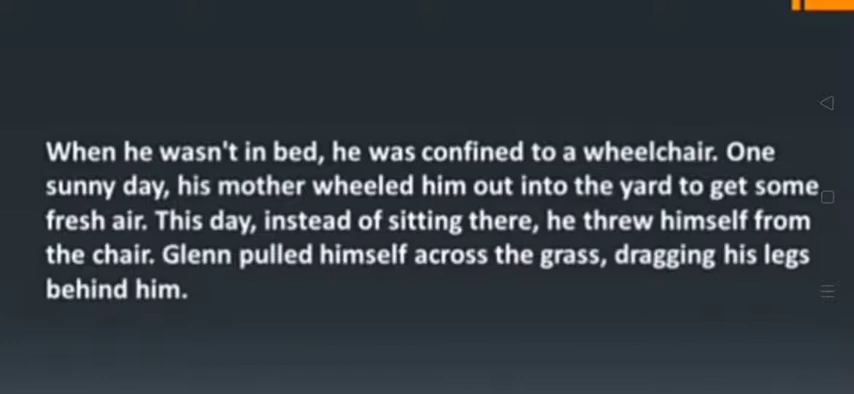 When he wasn't in bed, he was confined to a wheelchair. One
sunny day, his mother wheeled him out into the yard to get some
fresh air. This day, instead of sitting there, he threw himself from
the chair. Glenn pulled himself across the grass, dragging his legs
behind him.